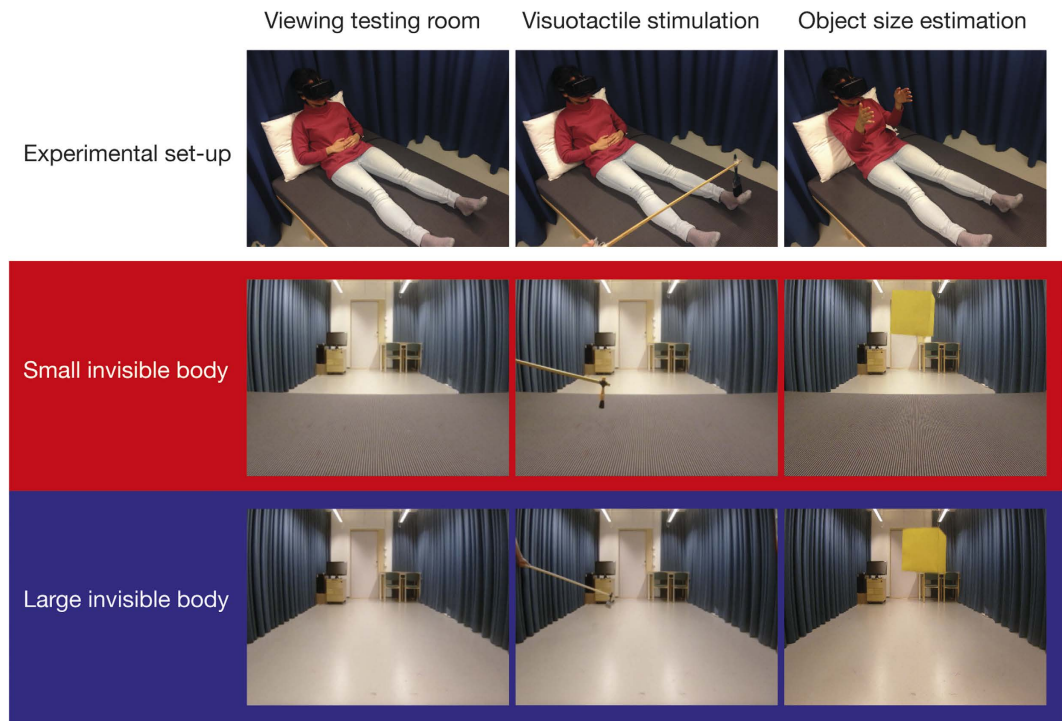 Viewing testing room
Visuotactile stimulation
Object size estimation
Experimental set-up
Small invisible body
Large invisible body